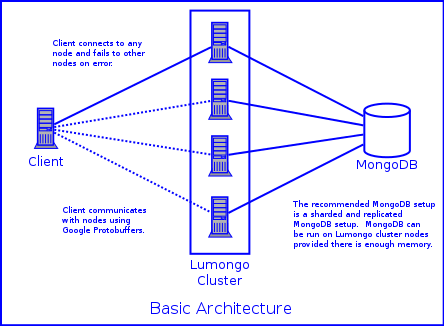 Client connects to any
node and fails to other
nodes on error.
Client
MongoDB
Client communicates
with nodes using
Google Protobuffers.
The recommended MongoDB setup
is a sharded and replicated
MongoDB setup.  MongoDB can
be run on Lumongo cluster nodes
provided there is enough memory.
Lumongo
Cluster
Basic Architecture